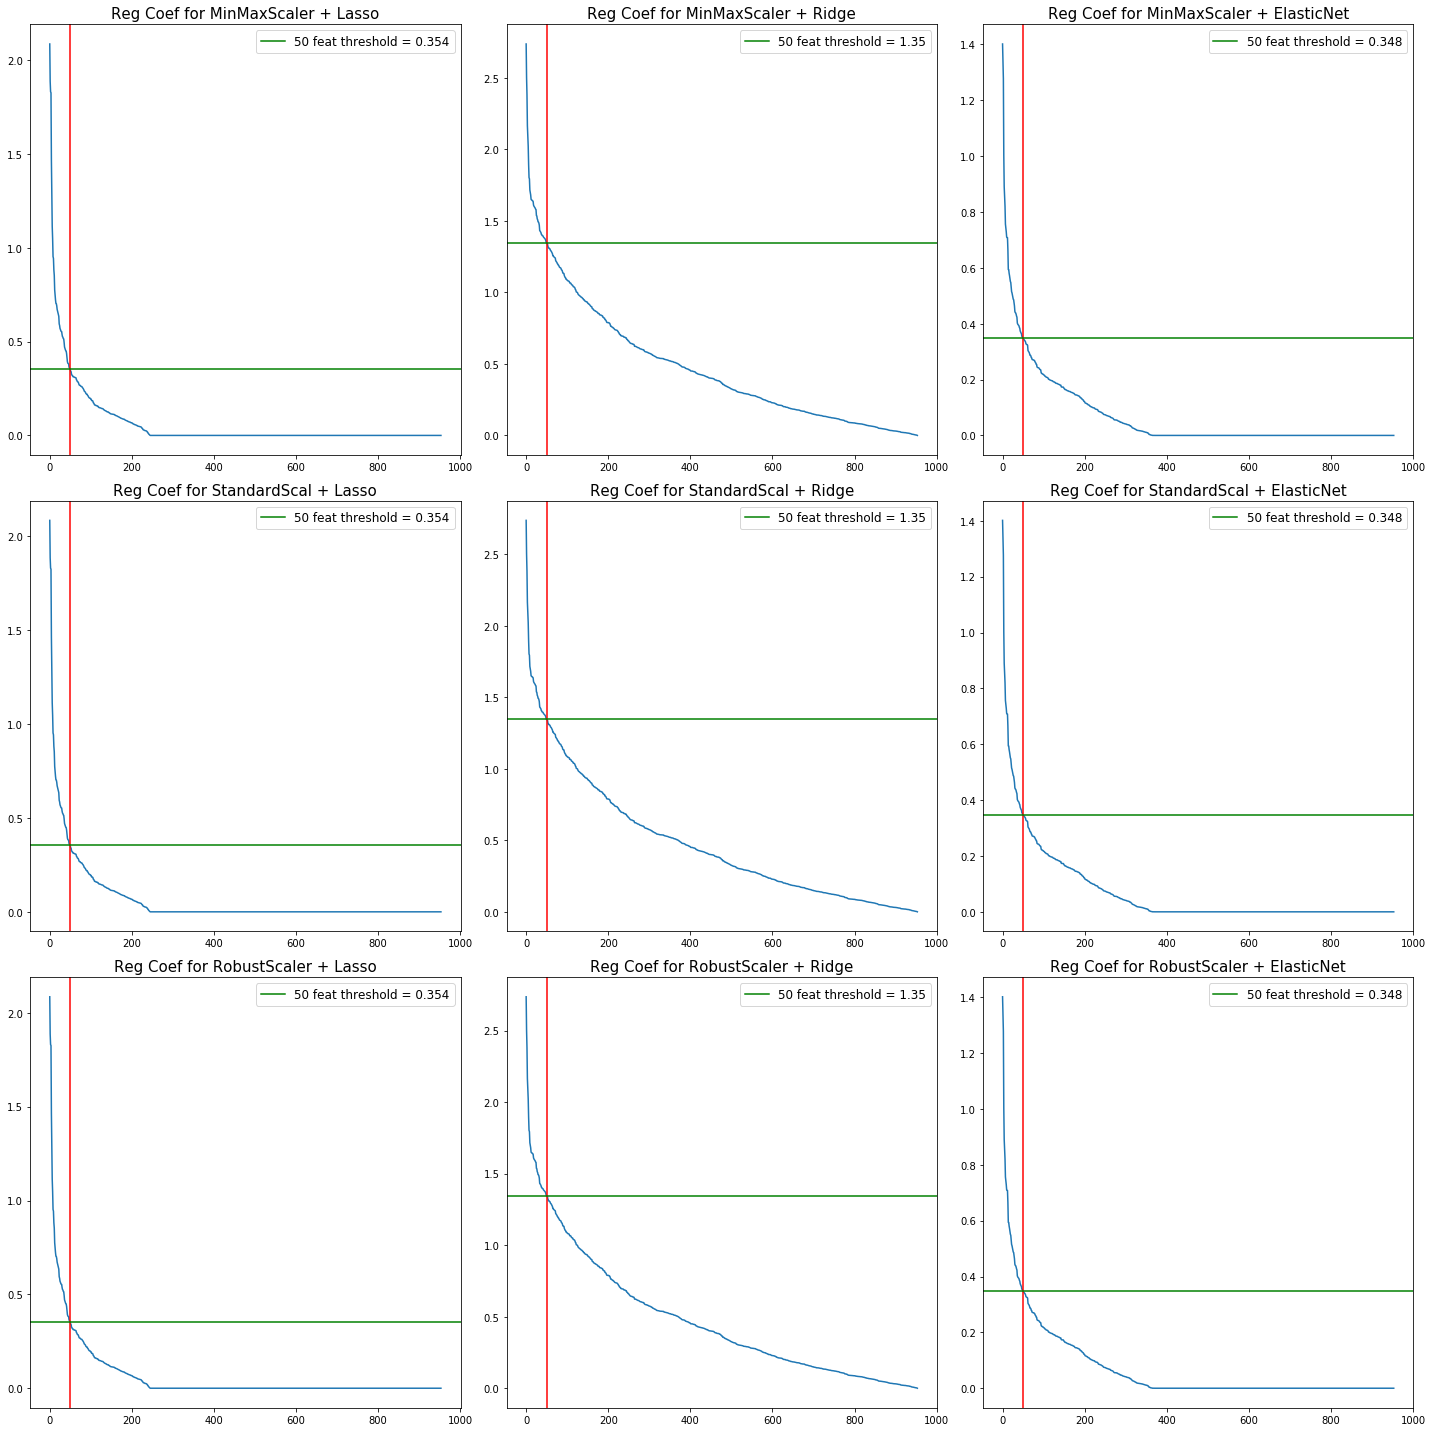 Reg Coef for MinMaxScaler + Lasso
50 feat threshold = 0.354
2.0
1.5
1.0
0.5
0.0
0 200 400 600 800 1000
Reg Coef for MinMaxScaler + Ridge
50 feat threshold = 1.35
2.5
2.0
1.5
1.0
0.5
0.0
0 200 400 600 800 1000
Reg Coef for MinMaxScaler + ElasticNet
50 feat threshold = 0.348
1.4
1.2
1.0
0.8
0.6
0.4
0.2
0.0
0 200 400 600 800 1000
Reg Coef for StandardScal + Lasso
50 feat threshold = 0.354
2.0
1.5
1.0
0.5
0.0
0 200 400 600 800 1000
Reg Coef for StandardScal + Ridge
50 feat threshold = 1.35
2.5
2.0
1.5
1.0
0.5
0.0
0 200 400 600 800 1000
Reg Coef for StandardScal + ElasticNet
50 feat threshold = 0.348
1.4
1.2
1.0
0.8
0.6
0.4
0.2
0.0
0 200 400 600 800 1000
Reg Coef for RobustScaler + Lasso
50 feat threshold = 0.354
2.0
1.5
1.0
0.5
0.0
0 200 400 600 800 1000
Reg Coef for RobustScaler + Ridge
50 feat threshold = 1.35
2.5
2.0
1.5
1.0
0.5
0.0
0 200 400 600 800 1000
Reg Coef for RobustScaler + ElasticNet
50 feat threshold = 0.348
1.4
1.2
1.0
0.8
0.6
0.4
0.2
0.0
0 200 400 600 800 1000